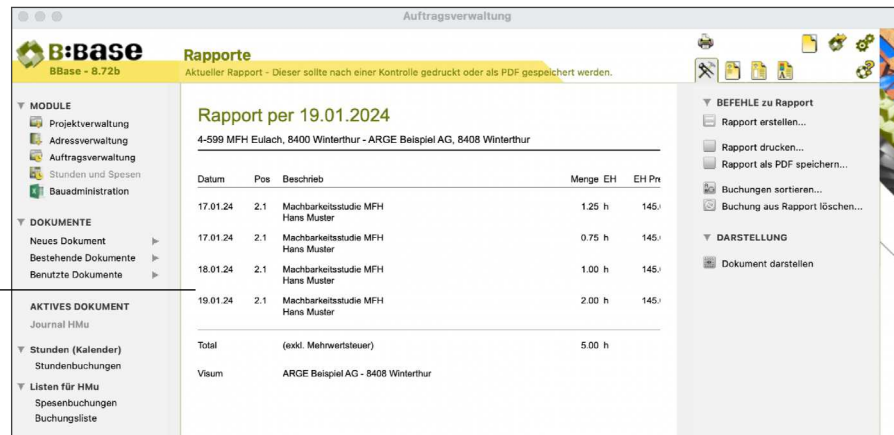 Auftragsverwaltung
B:Base
BBase - 8.72b
Rapporte
Aktueller Rapport - Dieser sollte nach einer Kontrolle gedruckt oder als PDF gespeichert werden.
MODULE
Projektverwaltung
Adressverwaltung
Auftragsverwaltung
Stunden und Spesen
Bauadministration
DOKUMENTE
Neues Dokument
Bestehende Dokumente
Benutzte Dokumente
AKTIVES DOKUMENT
Journal HMu
Stunden (Kalender)
Stundenbuchungen
Listen für HMu
Spesenbuchungen
Buchungsliste
Rapport per 19.01.2024
4-599 MFH Eulach, 8400 Winterthur - ARGE Beispiel AG, 8408 Winterthur
Datum Pos Beschrieb Menge EH EH Pre
17.01.24 2.1 Machbarkeitsstudie MFH 1.25 h 145.
Hans Muster
17.01.24 2.1 Machbarkeitsstudie MFH 0.75 h 145.
Hans Muster
18.01.24 2.1 Machbarkeitsstudie MFH 1.00 h 145.
Hans Muster
19.01.24 2.1 Machbarkeitsstudie MFH 2.00 h 145.
Hans Muster
Total (exkl. Mehrwertsteuer) 5.00 h
Visum ARGE Beispiel AG - 8408 Winterthur
BEFEHLE zu Rapport
Rapport erstellen...
Rapport drucken...
Rapport als PDF speichern...
Buchungen sortieren...
Buchung aus Rapport löschen...
DARSTELLUNG
Dokument darstellen